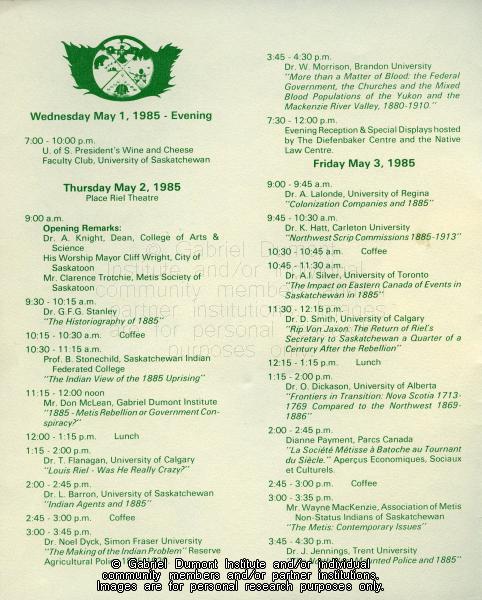 Wednesday May 1, 1985 - Evening
7:00 - 10:00 p.m.
U. of S. President's Wine and Cheese
Faculty Club, University of Saskatchewan
Thursday May 2, 1985
Place Riel Theatre
9:00 a.m.
Opening Remarks:
Dr. A. Knight, Dean, College of Arts &
Science
His Worship Mayor Cliff Wright, City of
Saskatoon
Mr. Clarence Trotchie, Metis Society of
Saskatoon
9:30 - 10:15 a.m.
Dr. G.F.G. Stanley
"The Historiography of 1885"
10:15 - 10:30 a.m. Coffee
10:30 - 11:15 a.m.
Prof. B. Stonechild, Saskatchewan Indian
Federated College
"The Indian View of the 1885 Uprising"
11:15 - 12:00 noon
Mr. Don McLean, Gabriel Dumont Institute
"1885 - Metis Rebellion or Government Con-
spiracy?"
12:00 - 1:15 p.m. Lunch
1:15 - 2:00 p.m.
Dr. T. Flanagan, University of Calgary
"Louis Riel - Was He Really Crazy?"
2:00 - 2:45 p.m.
Dr. L. Barron, University of Saskatchewan
"Indian Agents and 1885"
2:45 - 3:00 p.m. Coffee
3:00 - 3:45 p.m.
Dr. Noel Dyck, Simon Fraser University
"The Making of the Indian Problem" Reserve
Agricultural Policy
3:45 - 4:30 p.m.
Dr. W. Morrison, Brandon University
"More than a Matter of Blood: the Federal
Government, the Churches and the Mixed
Blood Populations of the Yukon and the
Mackenzie River Valley, 1880-1910."
7:30 - 12:00 p.m.
Evening Reception & Special Displays hosted
by The Diefenbaker Centre and the Native
Law Centre.
Friday May 3, 1985
9:00 - 9:45 a.m.
Dr. A. Lalonde, University of Regina
"Colonization Companies and 1885"
9:45 - 10:30 a.m.
Dr. K. Hatt, Carleton University
"Northwest Scrip Commissions 1885-1913"
10:30 - 10:45 a.m. Coffee
10:45 - 11:30 a.m.
Dr. A.I. Silver, University of Toronto
"The Impact on Eastern Canada of Events in
Saskatchewan in 1885"
11:30 - 12:15 p.m.
Dr. D. Smith, University of Calgary
"Rip Von Jaxon: The Return of Riel's
Secretary to Saskatchewan a Quarter of a
Century After the Rebellion"
12:15 - 1:15 p.m. Lunch
1:15 - 2:00 p.m.
Dr. O. Dickason, University of Alberta
"Frontiers in Transition: Nova Scotia 1713-
1769 Compared to the Northwest 1869-
1886"
2:00 - 2:45 p.m.
Dianne Payment, Parcs Canada
"La Société Métisse à Batoche au Tournant
du Siècle." Aperçus Economiques, Sociaux
et Culturels.
2:45 - 3:00 p.m. Coffee
3:00 - 3:35 p.m.
Mr. Wayne MacKenzie, Association of Metis
Non-Status Indians of Saskatchewan
"The Metis: Contemporary Issues"
3:45 - 4:30 p.m.
Dr. J. Jennings, Trent University
Mounted Police and 1885"
© Gabriel Dumont Institute and/or individual
community members and/or partner institutions.
Images are for personal research purposes only.